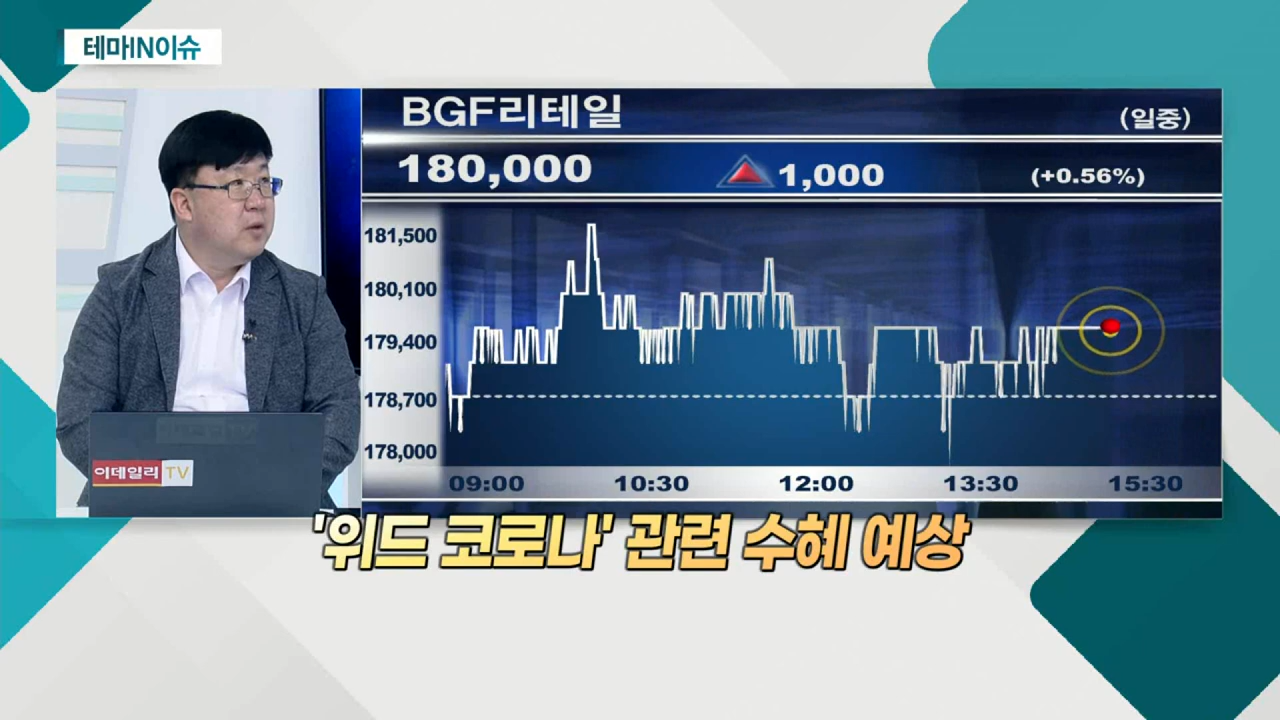 테마IN이슈
BGF리테일 (일중)
180,000 1,000 (+0.56%)
181,500
180,100
179,400
178,700
178,000
09:00 10:30 12:00 13:30 15:30
이데일리 TV
'위드 코로나' 관련 수혜 예상